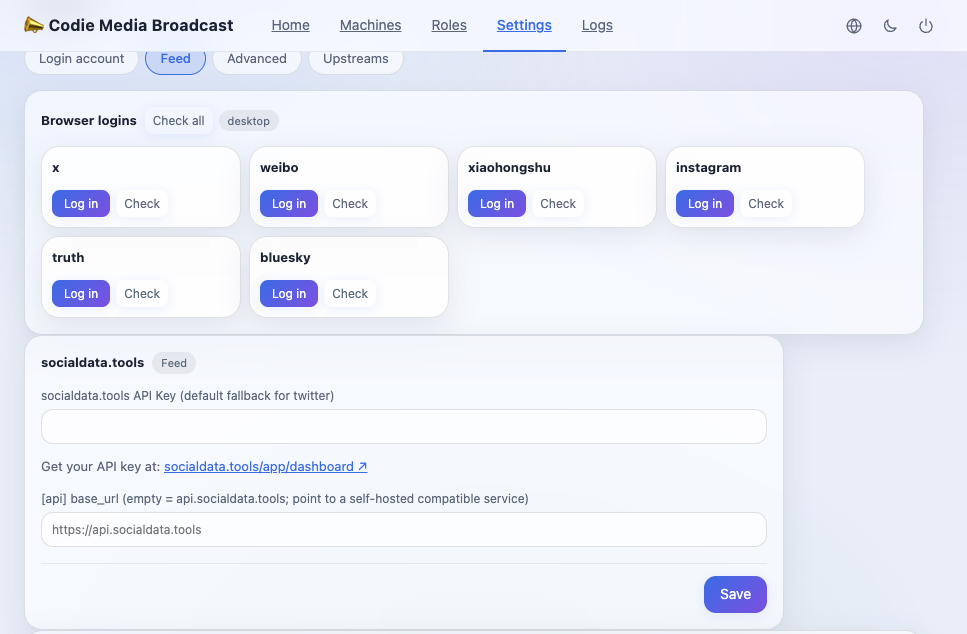 Codie Media Broadcast Home Machines Roles Settings Logs
Login account Feed Advanced Upstreams
Browser logins Check all desktop
x weibo xiaohongshu instagram
Log in Check Log in Check Log in Check Log in Check
truth bluesky
Log in Check Log in Check
socialdata.tools Feed
socialdata.tools API Key (default fallback for twitter)
Get your API key at: socialdata.tools/app/dashboard ↗
[api] base_url (empty = api.socialdata.tools; point to a self-hosted compatible service)
https://api.socialdata.tools
Save